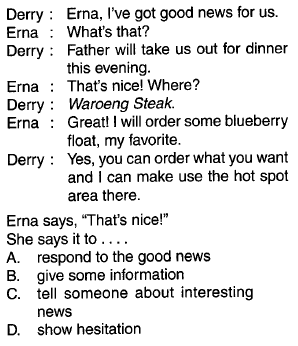 Derry : Erna, I've got good news for us.
Erna : What's that?
Derry : Father will take us out for dinner
this evening.
Erna : That's nice! Where?
Derry : Waroeng Steak.
Erna : Great! I will order some blueberry
float, my favorite.
Derry : Yes, you can order what you want
and I can make use the hot spot
area there.
Erna says, "That's nice!"
She says it to . . . .
A. respond to the good news
B. give some information
C. tell someone about interesting
news
D. show hesitation